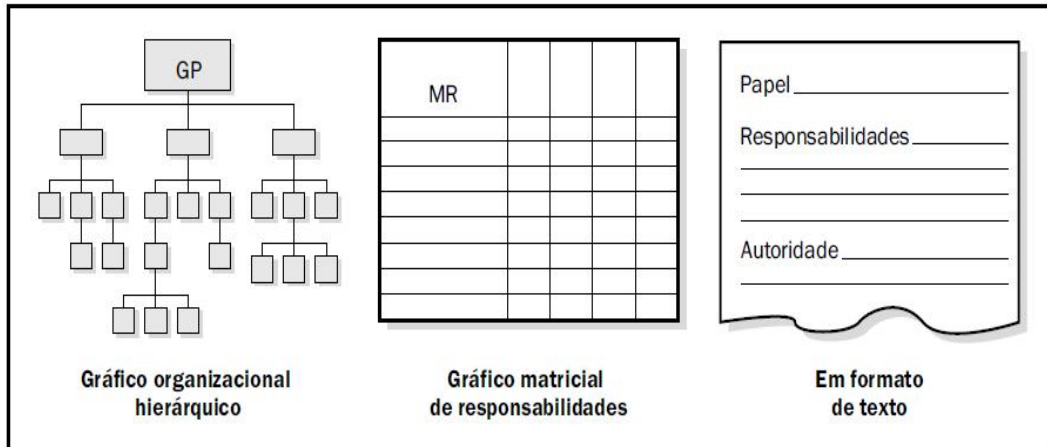 GP
MR
Papel
Responsabilidades
Autoridade
Gráfico organizacional
hierárquico
Gráfico matricial
de responsabilidades
Em formato
de texto